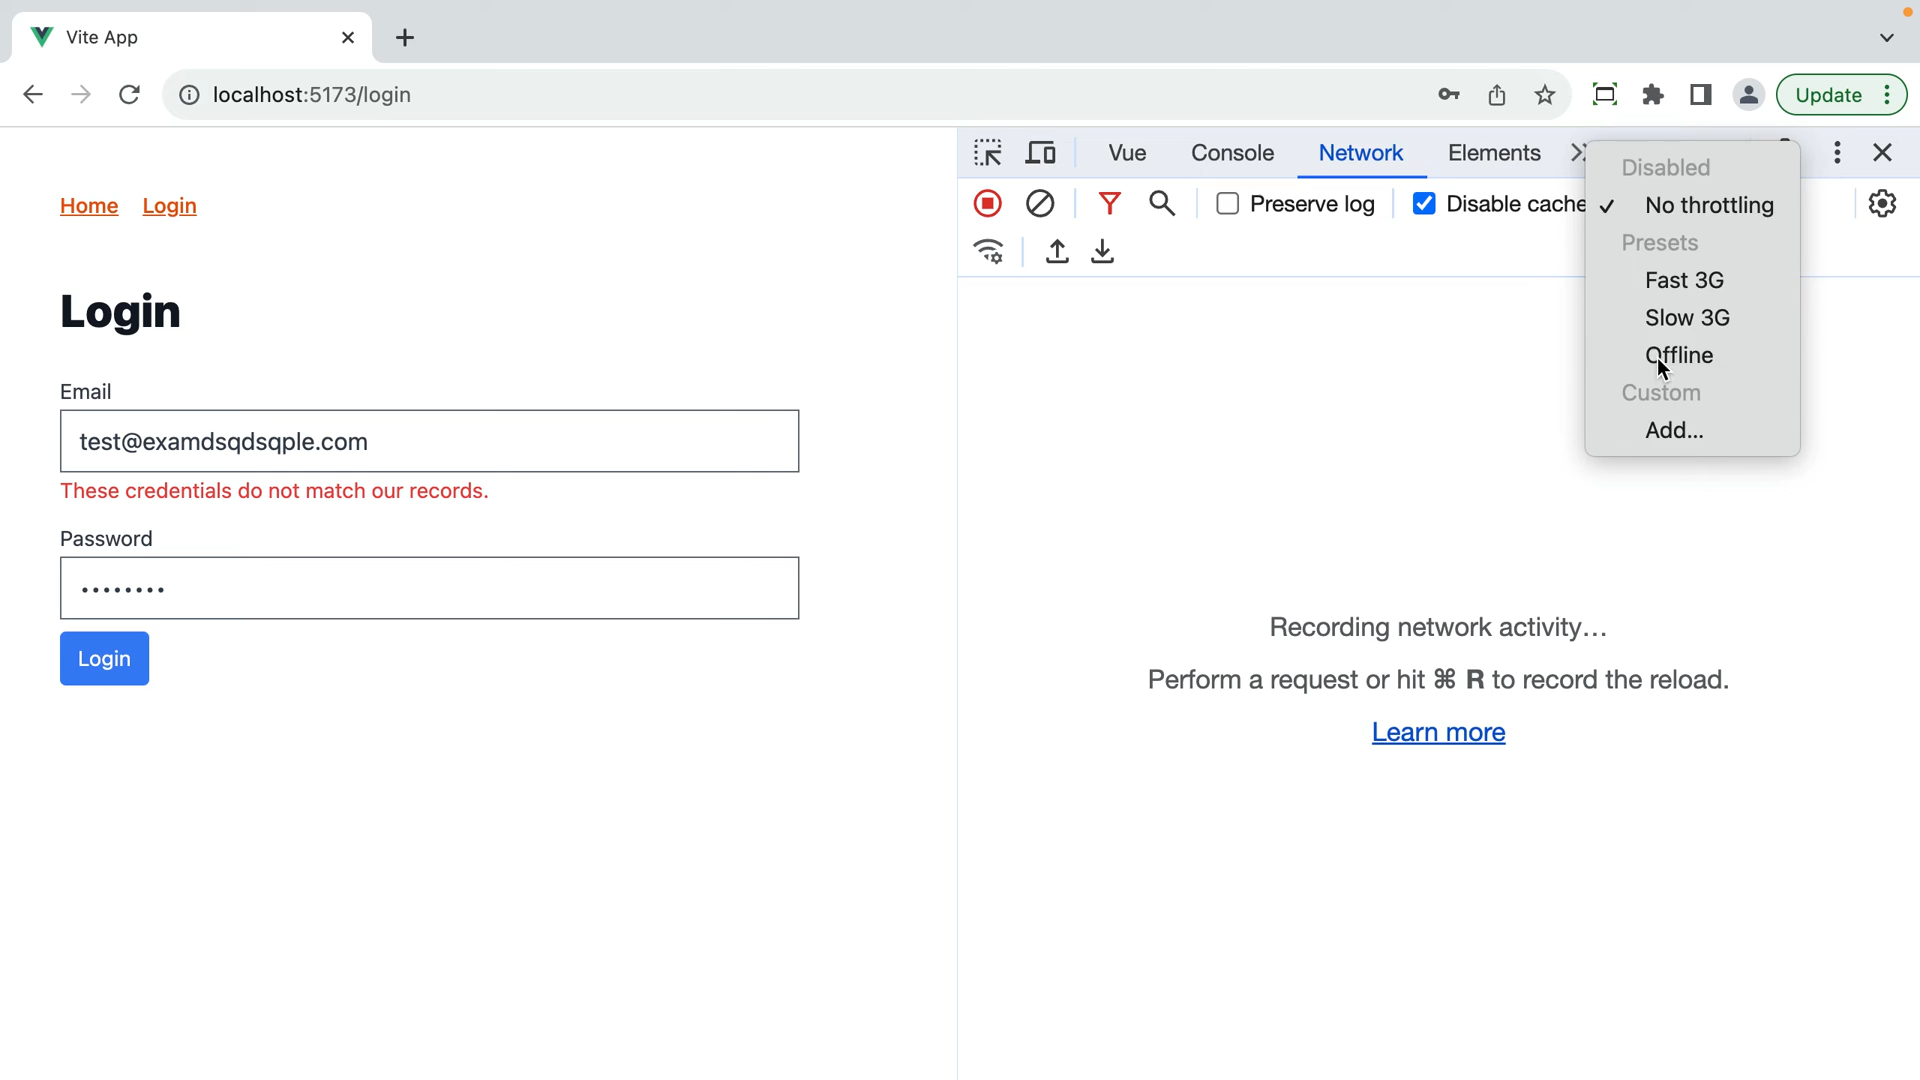 Vite App
localhost:5173/login
Update
Home Login
Login
Email
test@examdsqdsqple.com
These credentials do not match our records.
Password
Login
Vue Console Network Elements
Preserve log Disable cache
Disabled
✓ No throttling
Presets
Fast 3G
Slow 3G
Offline
Custom
Add...
Recording network activity…
Perform a request or hit ⌘ R to record the reload.
Learn more